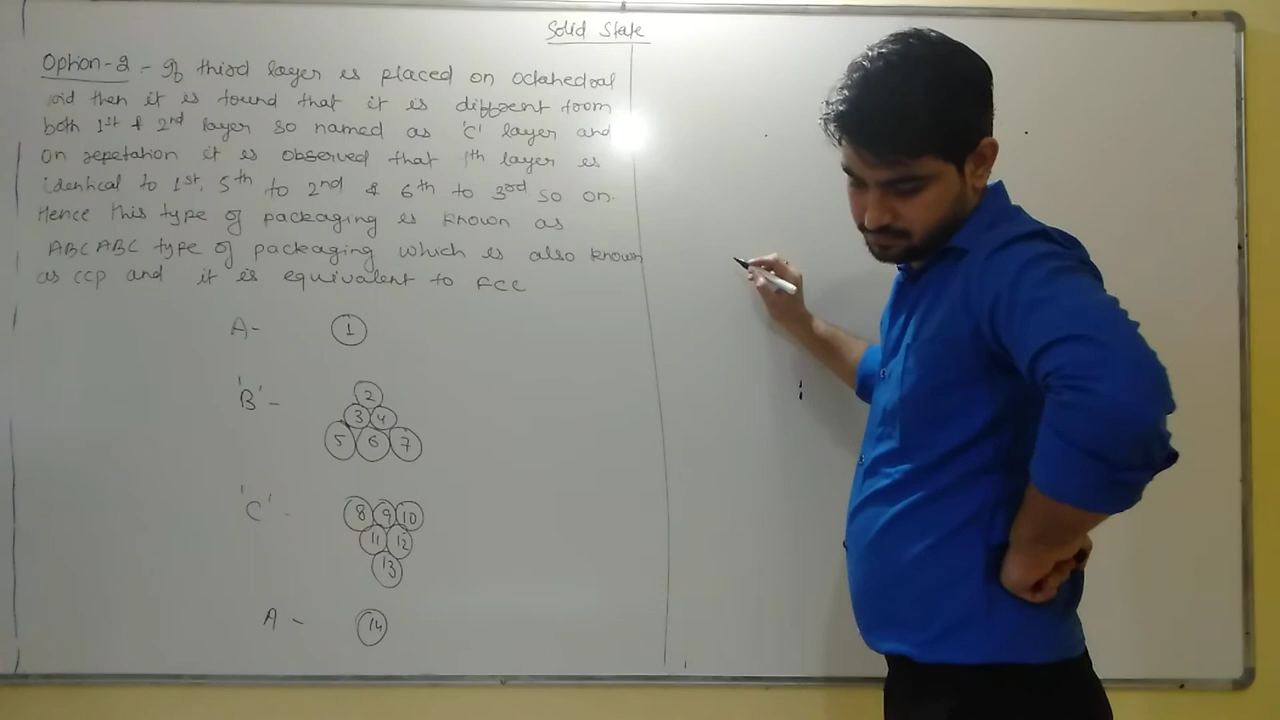 Solid State
Option-2 - If third layer is placed on octahedral
oid then it is found that it is different from
both 1st & 2nd layer so named as 'C' layer and
on repetation it is observed that 4th layer is
identical to 1st, 5th to 2nd & 6th to 3rd so on.
Hence this type of packaging is known as
ABCABC type of packaging which is also known
as ccp and it is equivalent to FCC
A- 1
'B' - 2
3 4
5 6 7
'C' - 8 9 10
11 12
13
A - 14